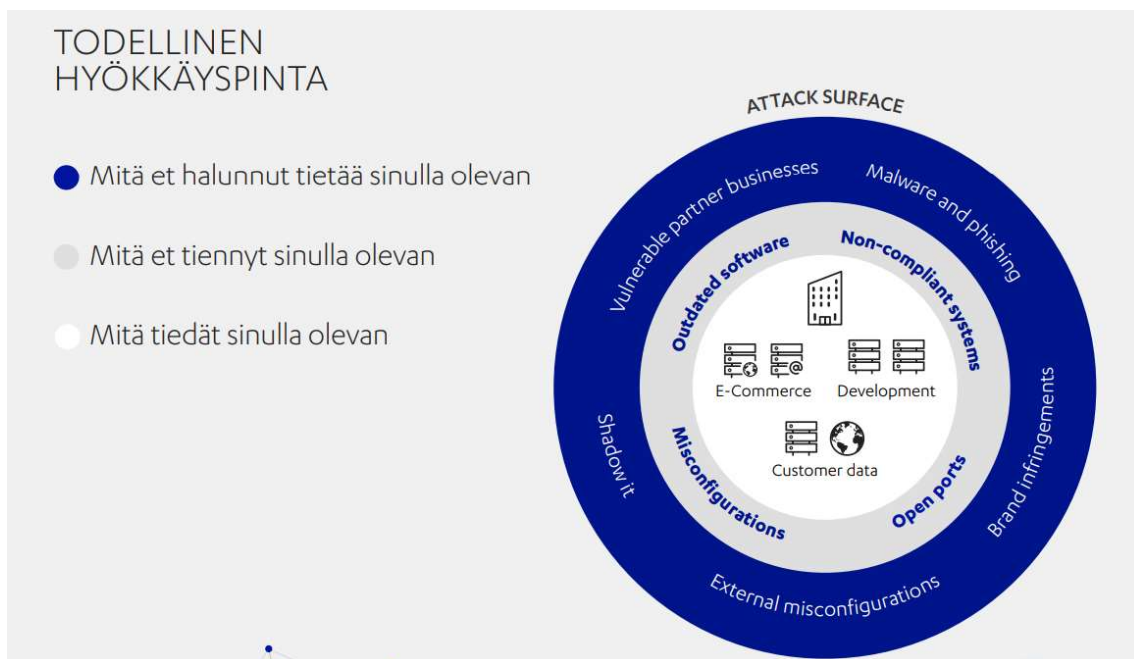 TODELLINEN
HYÖKKÄYSPINTA
Mitä et halunnut tietää sinulla olevan
Mitä et tiennyt sinulla olevan
Mitä tiedät sinulla olevan
ATTACK SURFACE
Vulnerable partner businesses
Malware and phishing
Brand infringements
External misconfigurations
Shadow it
Outdated software
Non-compliant systems
Open ports
Misconfigurations
@
E-Commerce
Development
Customer data